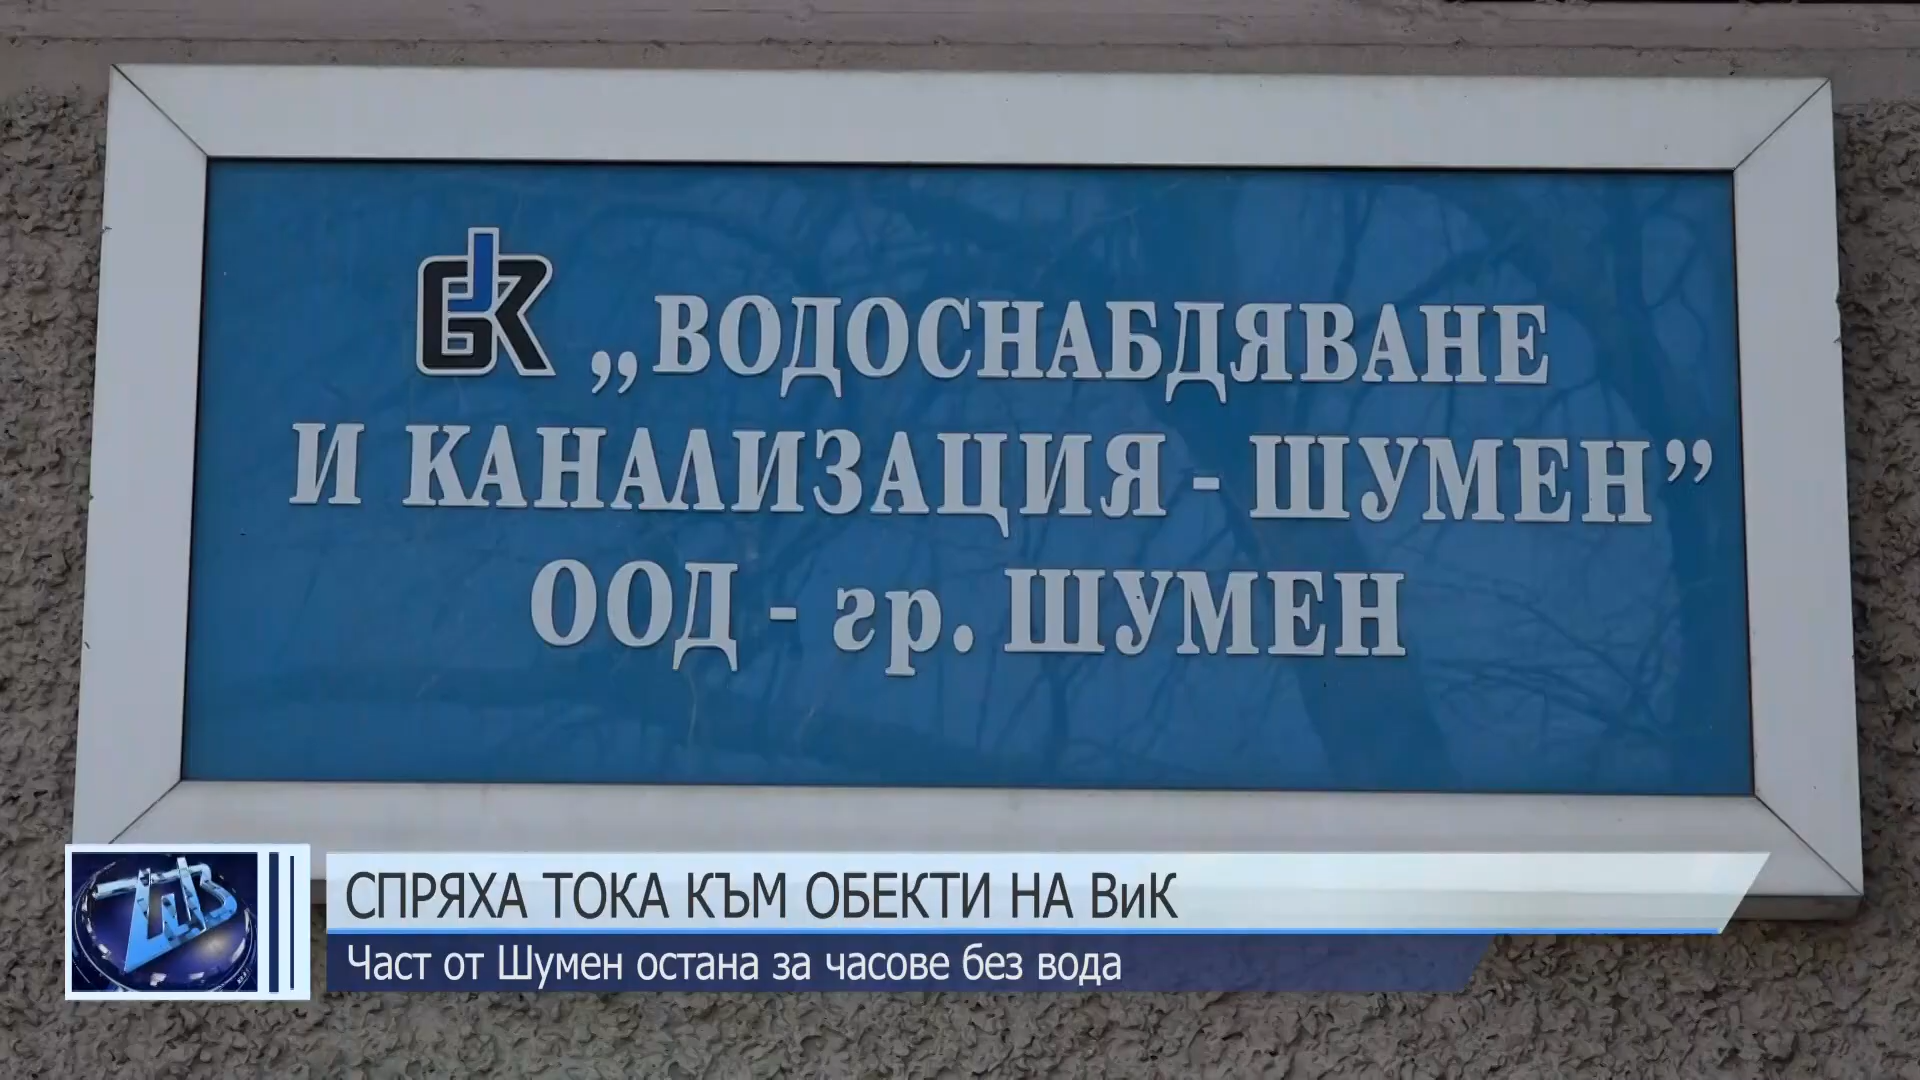 „ВОДОСНАБДЯВАНЕ
И КАНАЛИЗАЦИЯ - ШУМЕН”
ООД - гр. ШУМЕН
СПРЯХА ТОКА КЪМ ОБЕКТИ НА ВиК
Част от Шумен остана за часове без вода